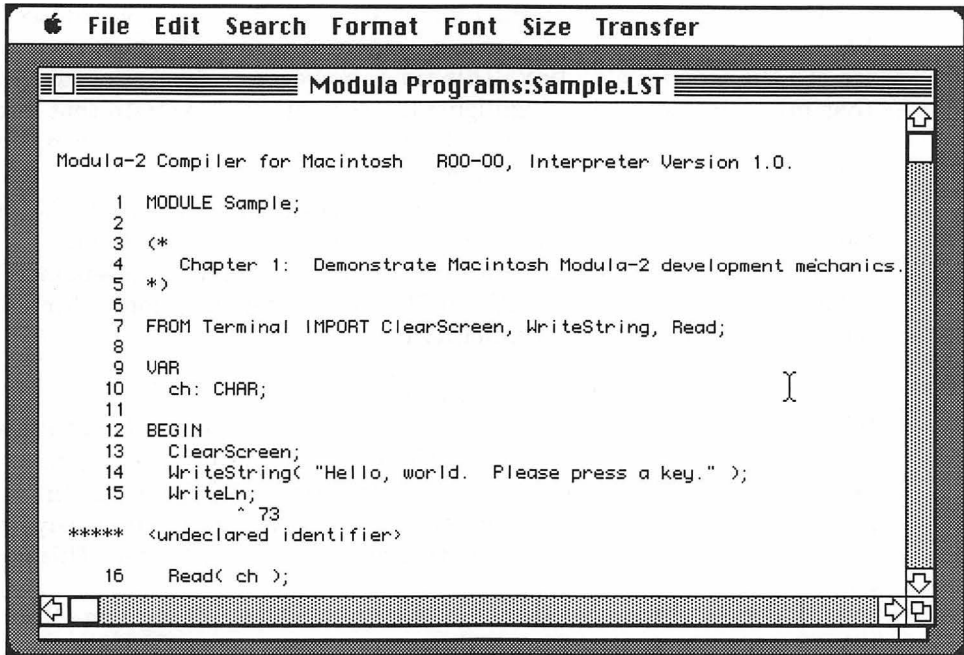 File Edit Search Format Font Size Transfer
Modula Programs:Sample.LST
Modula-2 Compiler for Macintosh R00-00, Interpreter Version 1.0.
1 MODULE Sample;
2
3 (*
4 Chapter 1: Demonstrate Macintosh Modula-2 development mechanics.
5 *)
6
7 FROM Terminal IMPORT ClearScreen, WriteString, Read;
8
9 VAR
10 ch: CHAR;
11
12 BEGIN
13 ClearScreen;
14 WriteString( "Hello, world. Please press a key." );
15 WriteLn;
^ 73
***** <undeclared identifier>
16 Read( ch );